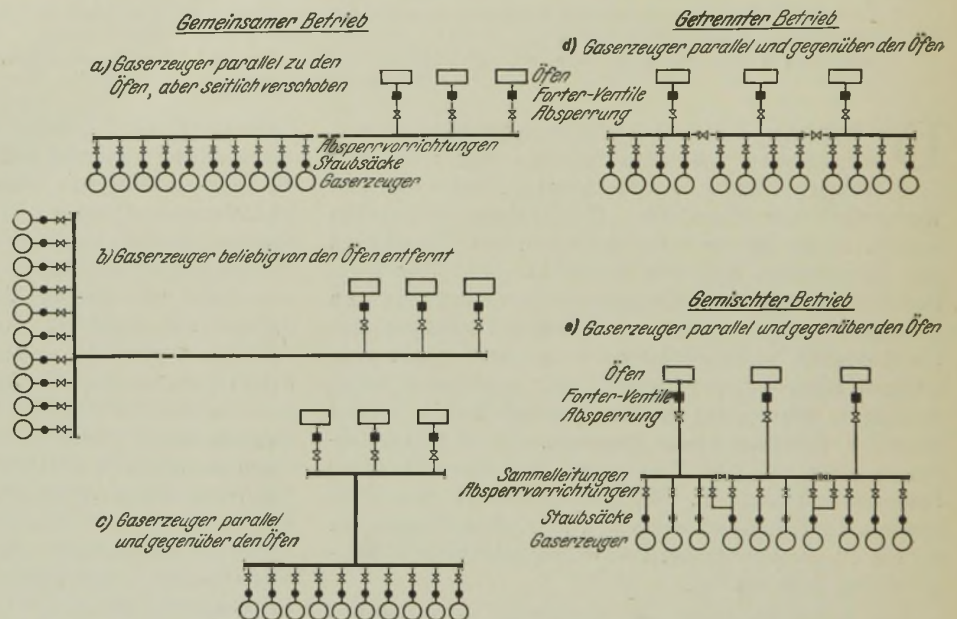 Gemeinsamer Betrieb
a) Gaserzeuger parallel zu den
Öfen, aber seitlich verschoben
Öfen
Forter-Ventile
Absperrung
Absperrvorrichtungen
Staubsäcke
Gaserzeuger
b) Gaserzeuger beliebig von den Öfen entfernt
c) Gaserzeuger parallel
und gegenüber den Öfen
Getrennter Betrieb
d) Gaserzeuger parallel und gegenüber den Öfen
Gemischter Betrieb
e) Gaserzeuger parallel und gegenüber den Öfen
Öfen
Forter-Ventile
Absperrung
Sammelleitungen
Absperrvorrichtungen
Staubsäcke
Gaserzeuger